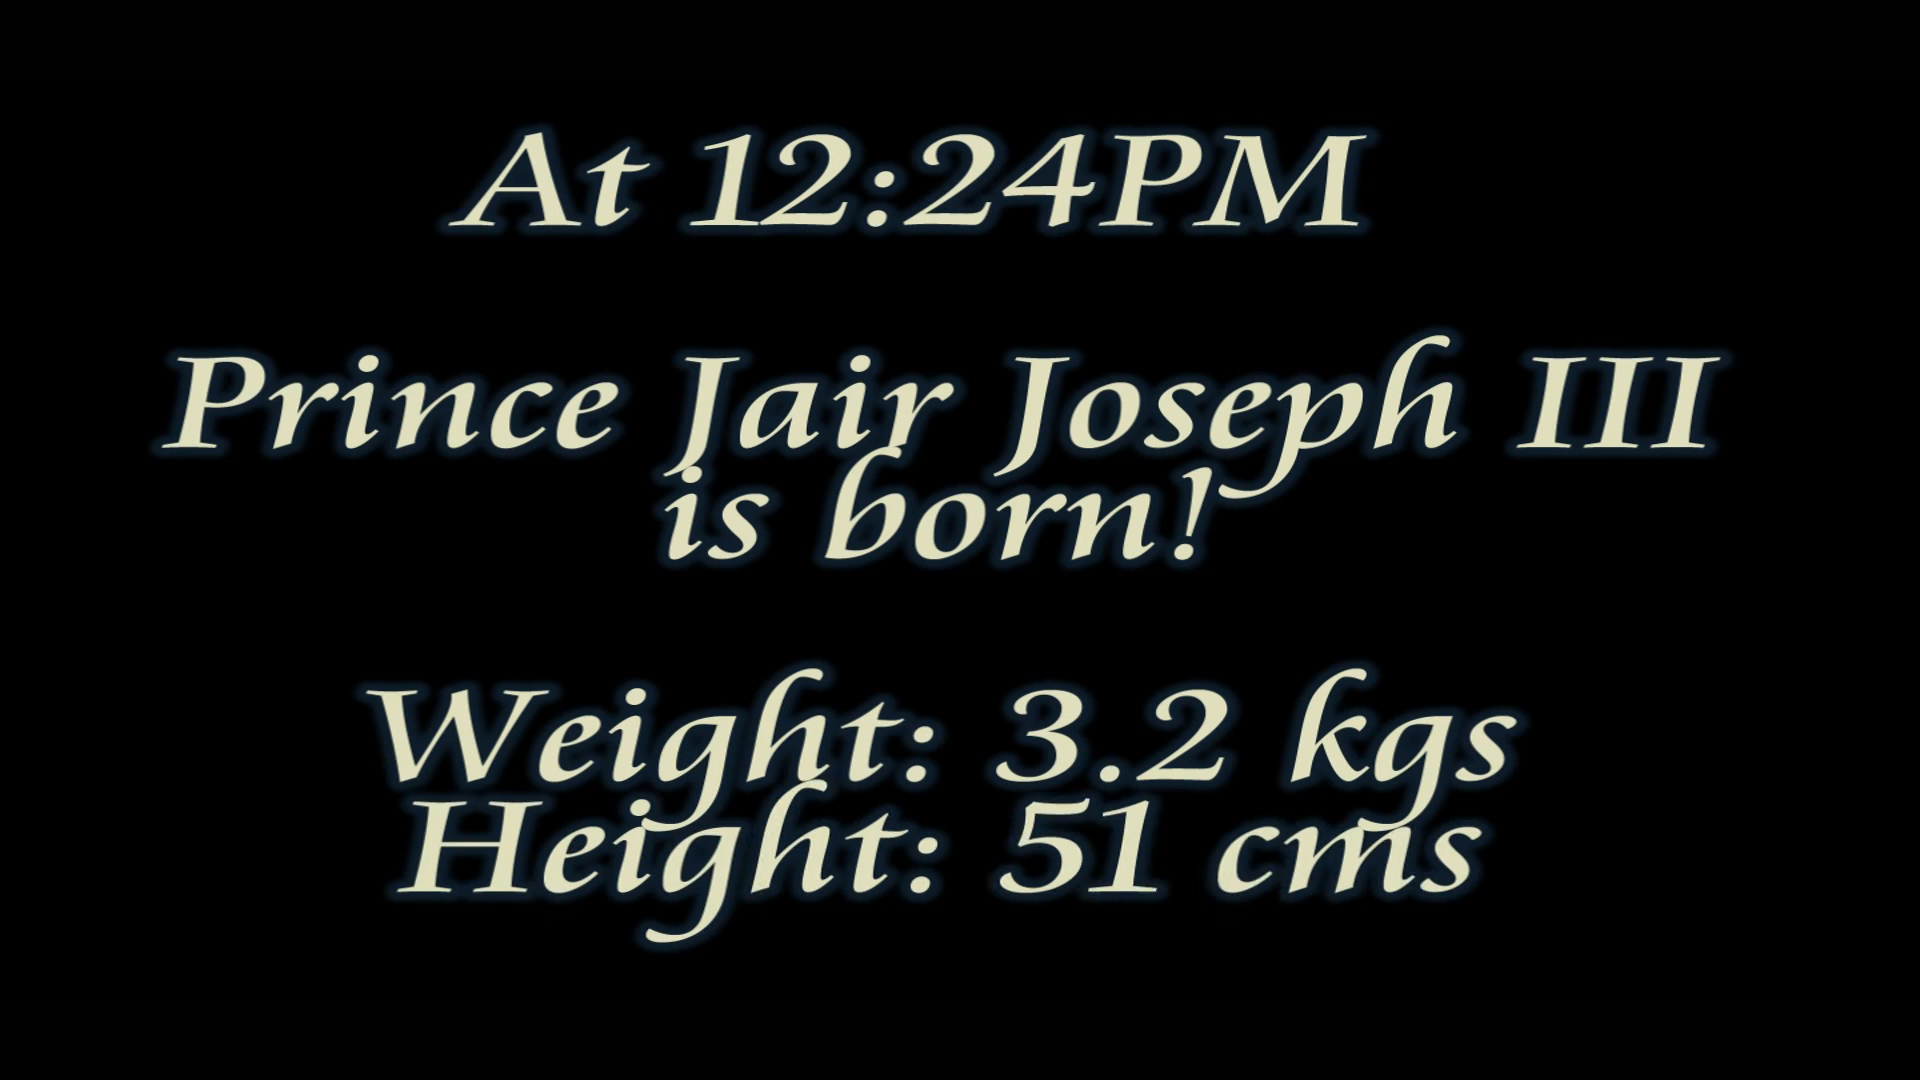 At 12:24PM
Prince Jair Joseph III
is born!
Weight: 3.2 kgs
Height: 51 cms